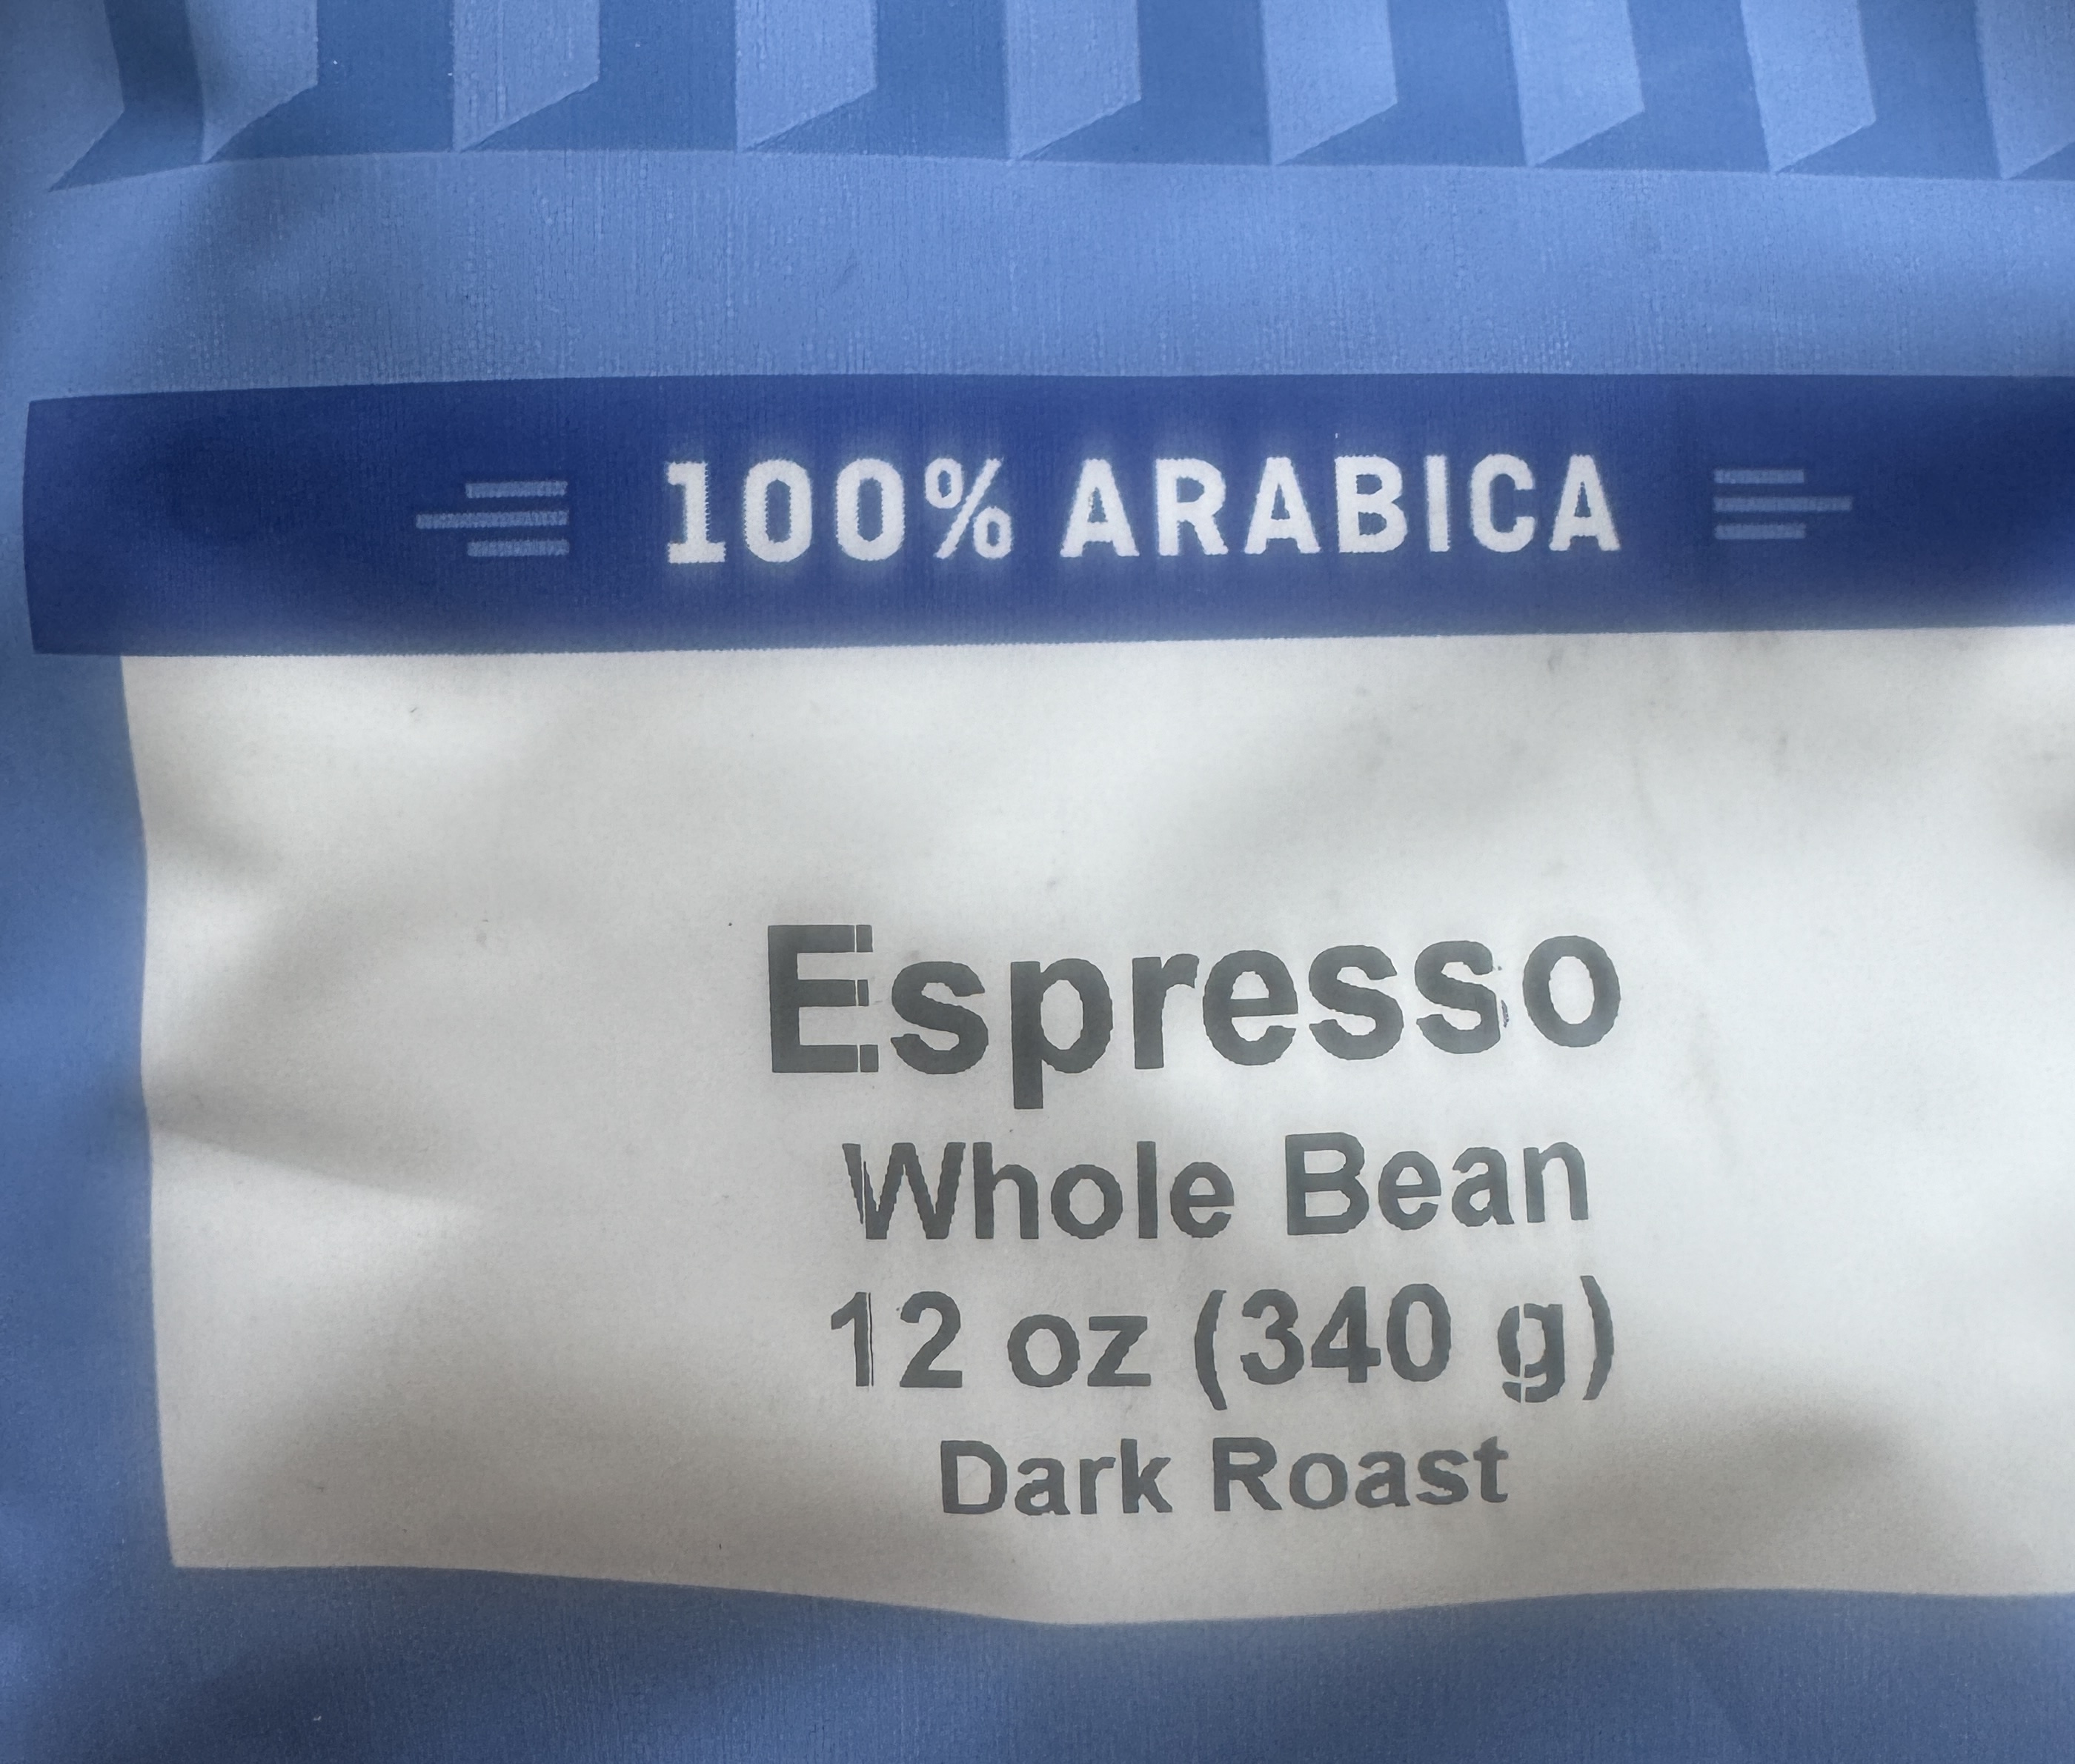 100% ARABICA
Espresso
Whole Bean
12 oz (340 g)
Dark Roast